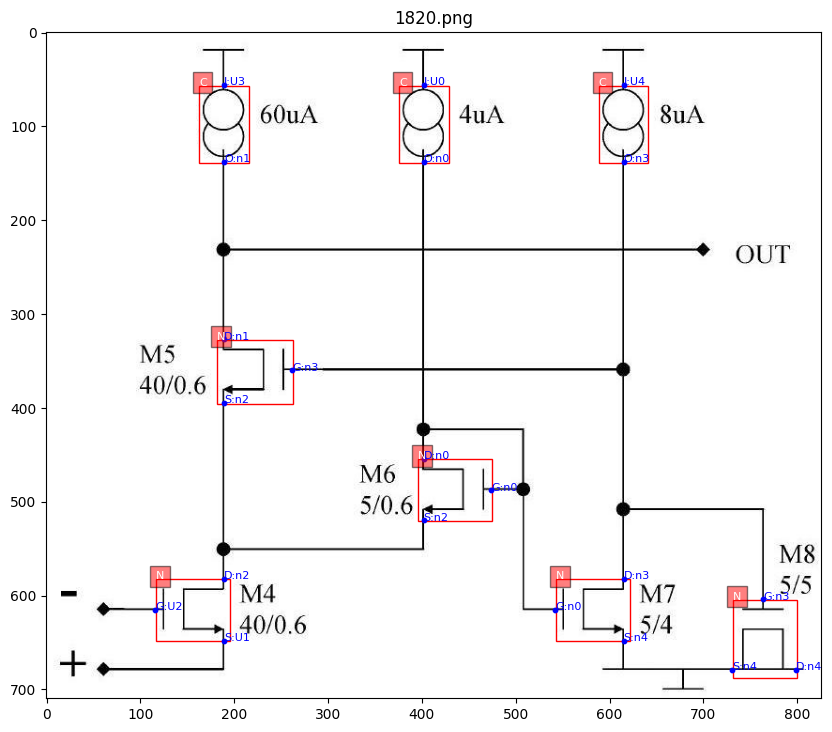 1820.png
0
100
200
300
400
500
600
700
0
100
200
300
400
500
600
700
800
C
I:U3
O:n1
60uA
C
I:U0
O:n0
4uA
C
I:U4
O:n3
8uA
OUT
N
D:n1
G:n3
S:n2
M5
40/0.6
N
D:n0
G:n0
S:n2
M6
5/0.6
N
D:n2
G:U2
S:U1
M4
40/0.6
-
+
N
D:n3
G:n0
S:n4
M7
5/4
M8
5/5
N
G:n3
S:n4
D:n4